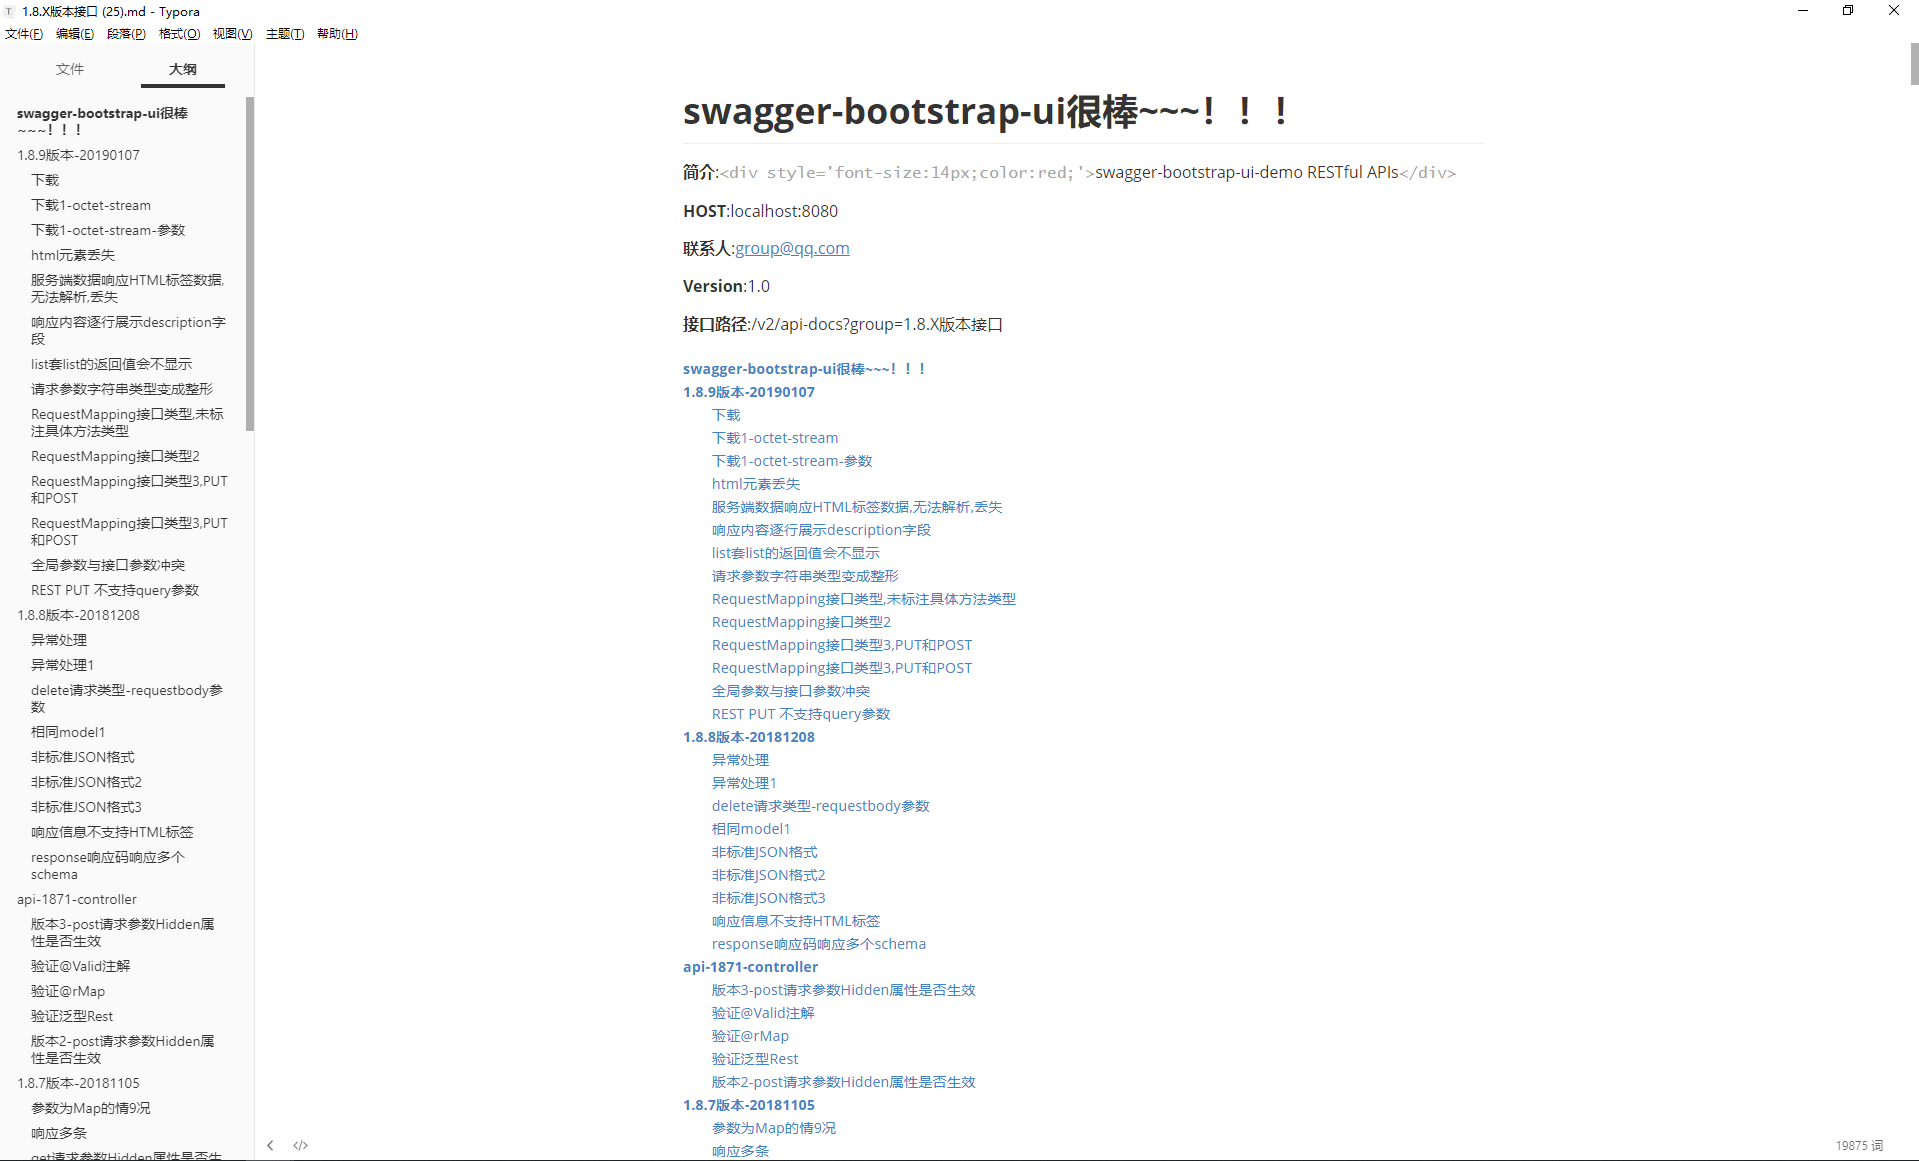 1.8.X版本接口 (25).md - Typora
文件(F) 编辑(E) 段落(P) 格式(O) 视图(V) 主题(T) 帮助(H)
文件 大纲
swagger-bootstrap-ui很棒
~~~！！！
1.8.9版本-20190107
下载
下载1-octet-stream
下载1-octet-stream-参数
html元素丢失
服务端数据响应HTML标签数据,
无法解析,丢失
响应内容逐行展示description字
段
list套list的返回值会不显示
请求参数字符串类型变成整形
RequestMapping接口类型,未标
注具体方法类型
RequestMapping接口类型2
RequestMapping接口类型3,PUT
和POST
RequestMapping接口类型3,PUT
和POST
全局参数与接口参数冲突
REST PUT 不支持query参数
1.8.8版本-20181208
异常处理
异常处理1
delete请求类型-requestbody参
数
相同model1
非标准JSON格式
非标准JSON格式2
非标准JSON格式3
响应信息不支持HTML标签
response响应码响应多个
schema
api-1871-controller
版本3-post请求参数Hidden属
性是否生效
验证@Valid注解
验证@rMap
验证泛型Rest
版本2-post请求参数Hidden属
性是否生效
1.8.7版本-20181105
参数为Map的情9况
响应多条
get请求参数Hidden属性是否生
swagger-bootstrap-ui很棒~~~！！！
简介:<div style='font-size:14px;color:red;'>swagger-bootstrap-ui-demo RESTful APIs</div>
HOST:localhost:8080
联系人:group@qq.com
Version:1.0
接口路径:/v2/api-docs?group=1.8.X版本接口
swagger-bootstrap-ui很棒~~~！！！
1.8.9版本-20190107
下载
下载1-octet-stream
下载1-octet-stream-参数
html元素丢失
服务端数据响应HTML标签数据,无法解析,丢失
响应内容逐行展示description字段
list套list的返回值会不显示
请求参数字符串类型变成整形
RequestMapping接口类型,未标注具体方法类型
RequestMapping接口类型2
RequestMapping接口类型3,PUT和POST
RequestMapping接口类型3,PUT和POST
全局参数与接口参数冲突
REST PUT 不支持query参数
1.8.8版本-20181208
异常处理
异常处理1
delete请求类型-requestbody参数
相同model1
非标准JSON格式
非标准JSON格式2
非标准JSON格式3
响应信息不支持HTML标签
response响应码响应多个schema
api-1871-controller
版本3-post请求参数Hidden属性是否生效
验证@Valid注解
验证@rMap
验证泛型Rest
版本2-post请求参数Hidden属性是否生效
1.8.7版本-20181105
参数为Map的情9况
响应多条
19875 词